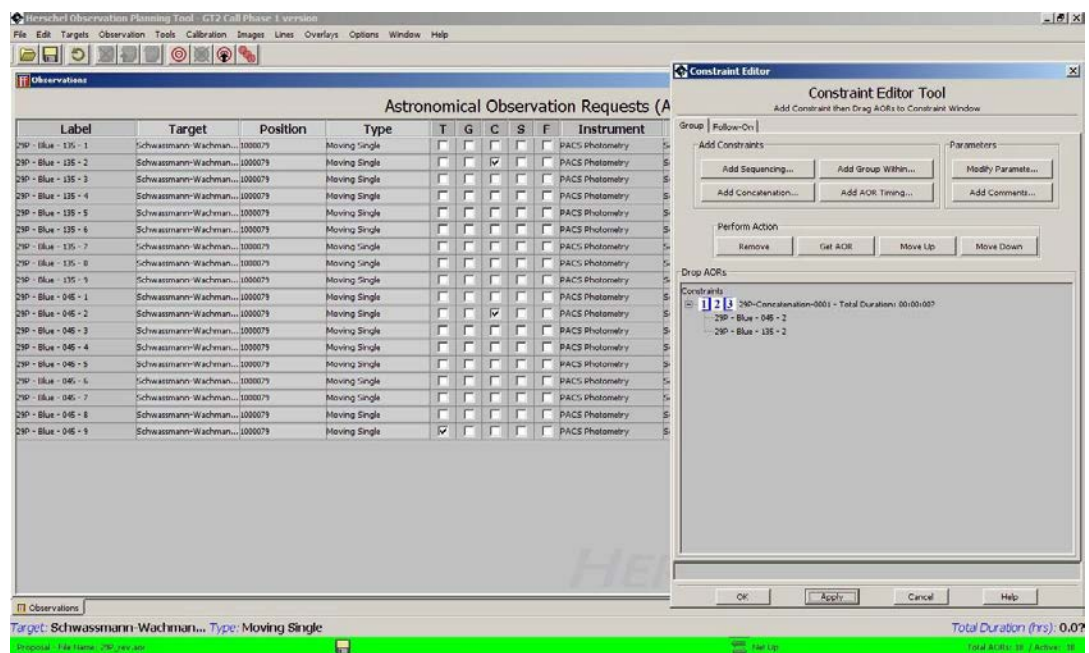 Herschel Observation Planning Tool - GT2 Call Phase 1 version
File Edit Targets Observation Tools Calibration Images Lines Overlays Options Window Help
Observations
Astronomical Observation Requests (A
Label Target Position Type T G C S F Instrument
29P - Blue - 135 - 1 Schwassmann-Wachman... 1000079 Moving Single PACS Photometry
29P - Blue - 135 - 2 Schwassmann-Wachman... 1000079 Moving Single PACS Photometry
29P - Blue - 135 - 3 Schwassmann-Wachman... 1000079 Moving Single PACS Photometry
29P - Blue - 135 - 4 Schwassmann-Wachman... 1000079 Moving Single PACS Photometry
29P - Blue - 135 - 5 Schwassmann-Wachman... 1000079 Moving Single PACS Photometry
29P - Blue - 135 - 6 Schwassmann-Wachman... 1000079 Moving Single PACS Photometry
29P - Blue - 135 - 7 Schwassmann-Wachman... 1000079 Moving Single PACS Photometry
29P - Blue - 135 - 8 Schwassmann-Wachman... 1000079 Moving Single PACS Photometry
29P - Blue - 135 - 9 Schwassmann-Wachman... 1000079 Moving Single PACS Photometry
29P - Blue - 045 - 1 Schwassmann-Wachman... 1000079 Moving Single PACS Photometry
29P - Blue - 045 - 2 Schwassmann-Wachman... 1000079 Moving Single PACS Photometry
29P - Blue - 045 - 3 Schwassmann-Wachman... 1000079 Moving Single PACS Photometry
29P - Blue - 045 - 4 Schwassmann-Wachman... 1000079 Moving Single PACS Photometry
29P - Blue - 045 - 5 Schwassmann-Wachman... 1000079 Moving Single PACS Photometry
29P - Blue - 045 - 6 Schwassmann-Wachman... 1000079 Moving Single PACS Photometry
29P - Blue - 045 - 7 Schwassmann-Wachman... 1000079 Moving Single PACS Photometry
29P - Blue - 045 - 8 Schwassmann-Wachman... 1000079 Moving Single PACS Photometry
29P - Blue - 045 - 9 Schwassmann-Wachman... 1000079 Moving Single PACS Photometry
HER
Observations
Constraint Editor
Constraint Editor Tool
Add Constraint then Drag AORs to Constraint Window
Group Follow-On
Add Constraints Parameters
Add Sequencing... Add Group Within... Modify Paramete...
Add Concatenation... Add AOR Timing... Add Comments...
Perform Action
Remove Get AOR Move Up Move Down
Drop AORs
Constraints
1 2 3 29P-Concatenation-0001 - Total Duration: 00:00:00?
29P - Blue - 045 - 2
29P - Blue - 135 - 2
OK Apply Cancel Help
Target: Schwassmann-Wachman... Type: Moving Single Total Duration (hrs): 0.0?
Proposal - File Name: 29P_rev.aor Net Up Total AORs: 18 / Active: 18